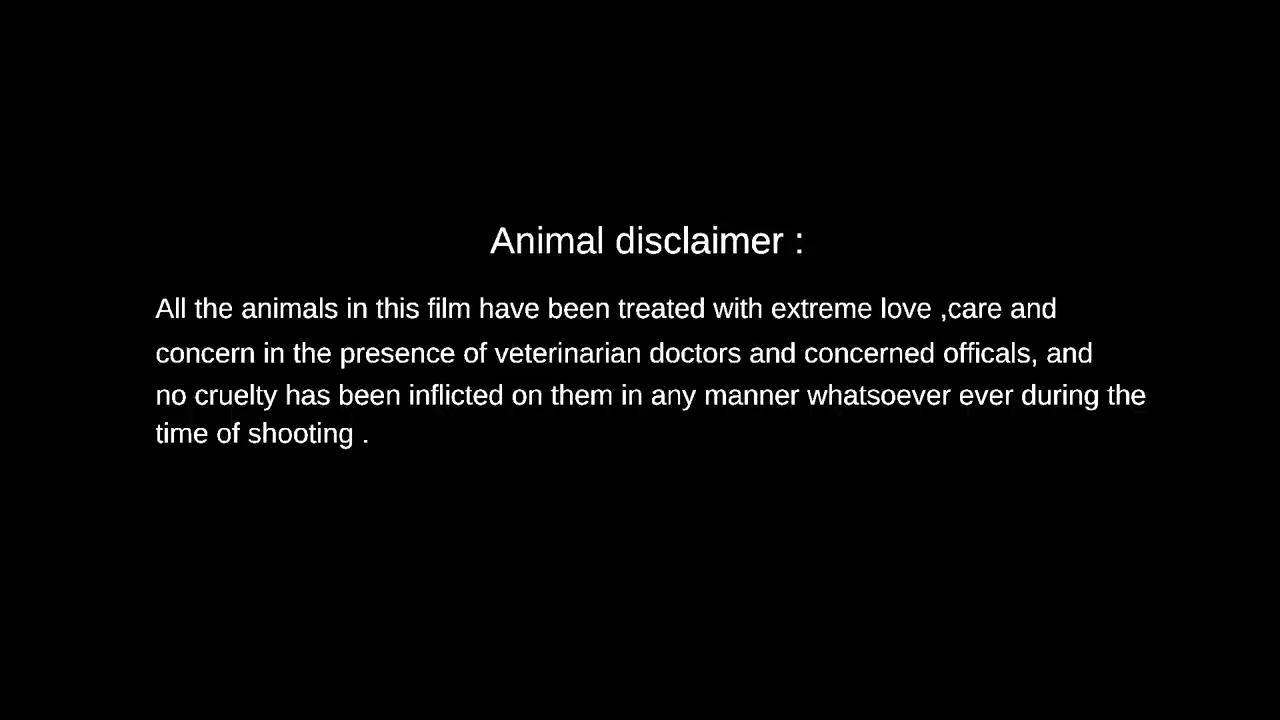 Animal disclaimer :
All the animals in this film have been treated with extreme love ,care and
concern in the presence of veterinarian doctors and concerned officals, and
no cruelty has been inflicted on them in any manner whatsoever ever during the
time of shooting .